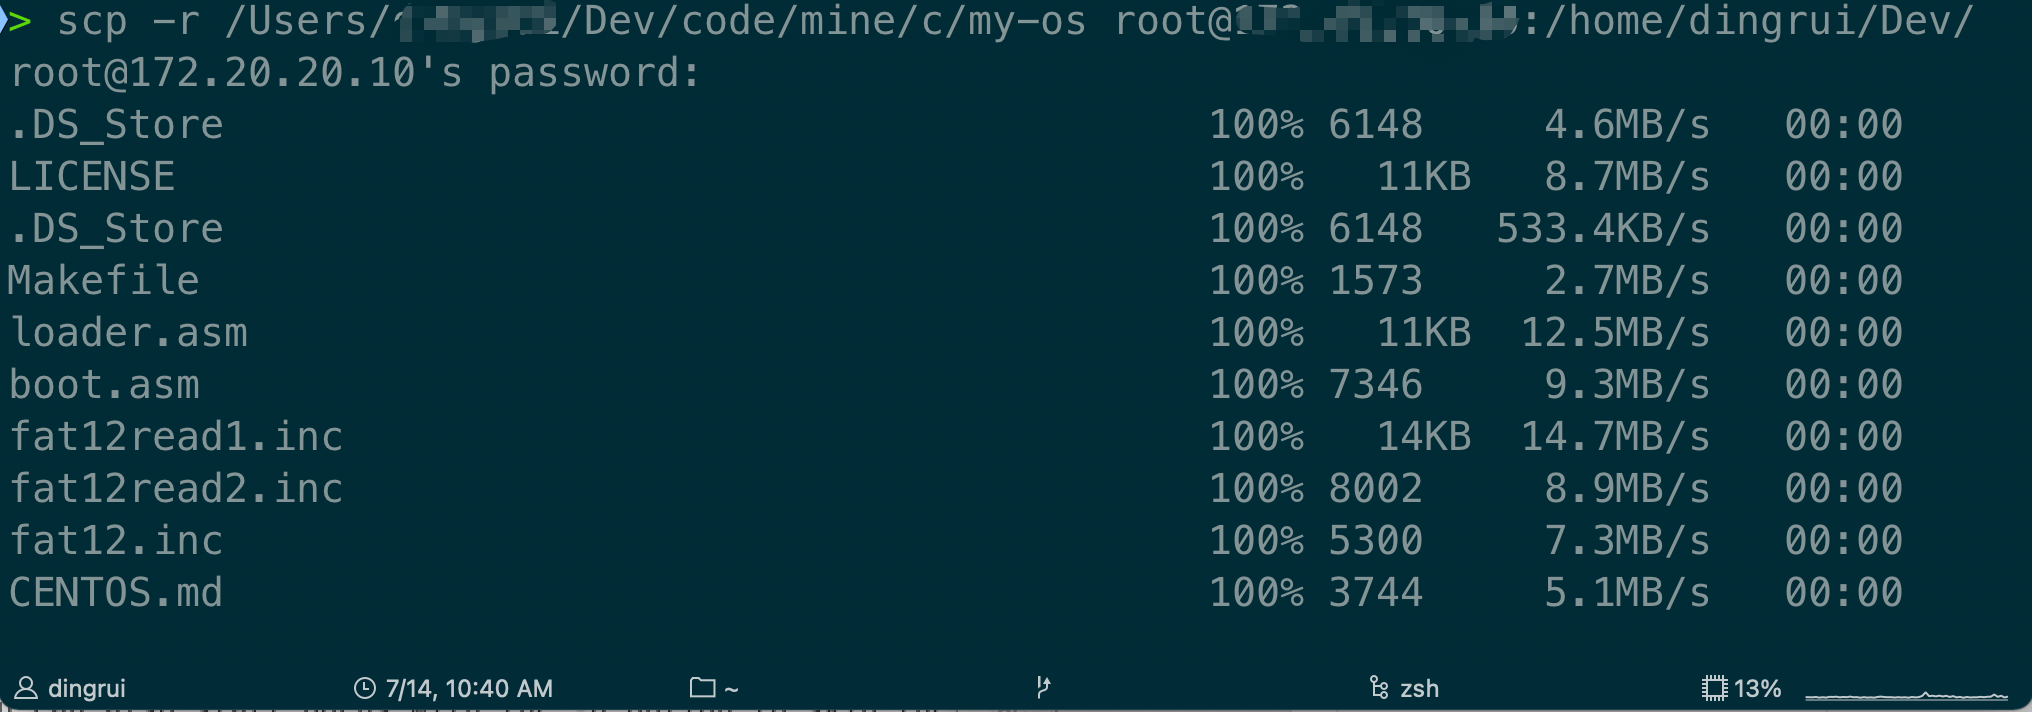 > scp -r /Users/ /Dev/code/mine/c/my-os root@ :/home/dingrui/Dev/
root@172.20.20.10's password:
.DS_Store 100% 6148 4.6MB/s 00:00
LICENSE 100% 11KB 8.7MB/s 00:00
.DS_Store 100% 6148 533.4KB/s 00:00
Makefile 100% 1573 2.7MB/s 00:00
loader.asm 100% 11KB 12.5MB/s 00:00
boot.asm 100% 7346 9.3MB/s 00:00
fat12read1.inc 100% 14KB 14.7MB/s 00:00
fat12read2.inc 100% 8002 8.9MB/s 00:00
fat12.inc 100% 5300 7.3MB/s 00:00
CENTOS.md 100% 3744 5.1MB/s 00:00
dingrui 7/14, 10:40 AM ~ zsh 13%